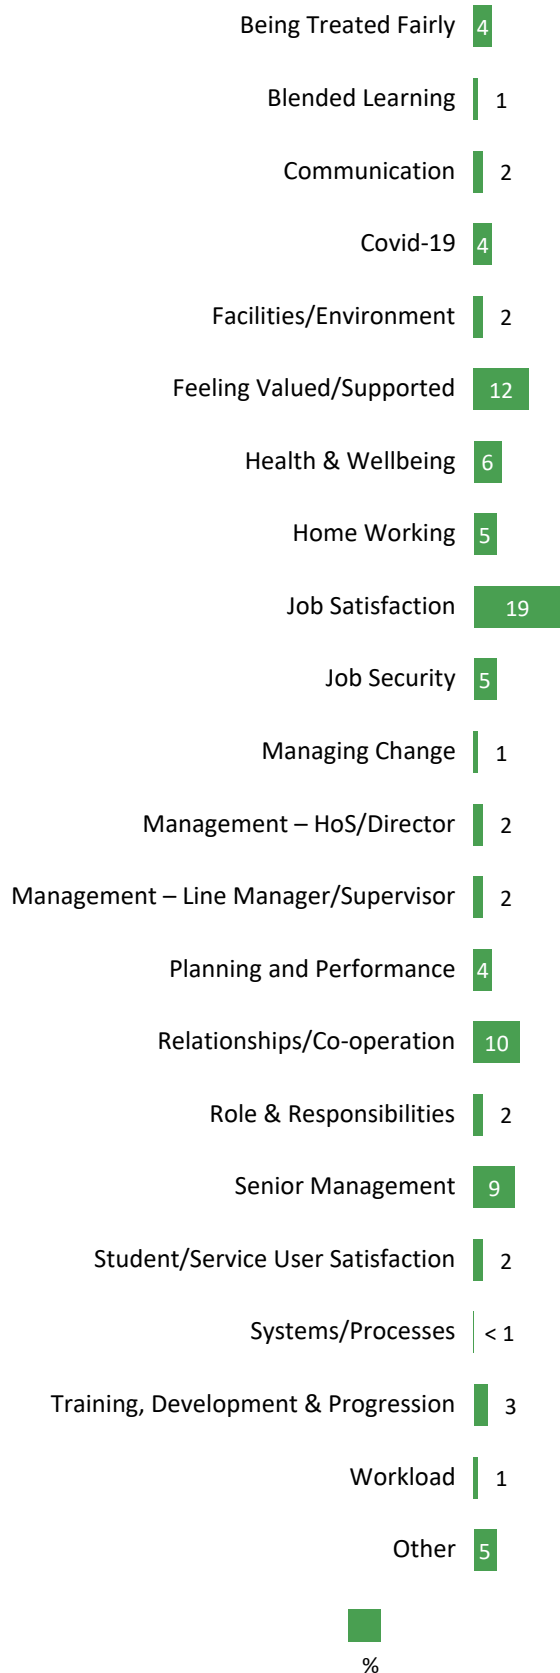 Being Treated Fairly 4
Blended Learning 1
Communication 2
Covid-19 4
Facilities/Environment 2
Feeling Valued/Supported 12
Health & Wellbeing 6
Home Working 5
Job Satisfaction 19
Job Security 5
Managing Change 1
Management – HoS/Director 2
Management – Line Manager/Supervisor 2
Planning and Performance 4
Relationships/Co-operation 10
Role & Responsibilities 2
Senior Management 9
Student/Service User Satisfaction 2
Systems/Processes < 1
Training, Development & Progression 3
Workload 1
Other 5
%